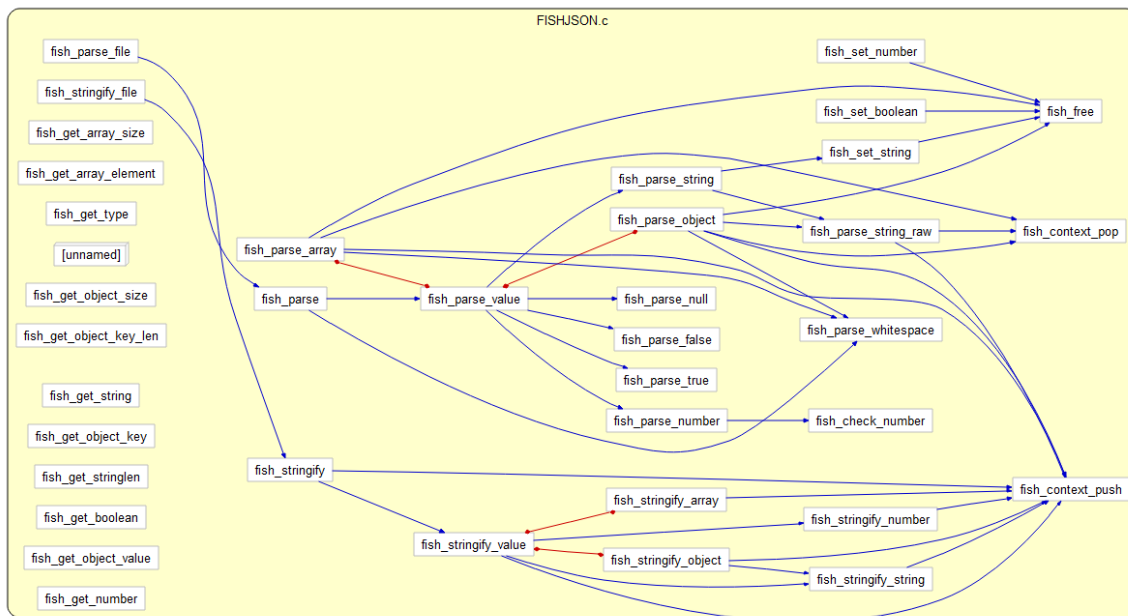 FISHJSON.c
fish_parse_file
fish_stringify_file
fish_get_array_size
fish_get_array_element
fish_get_type
[unnamed]
fish_get_object_size
fish_get_object_key_len
fish_get_string
fish_get_object_key
fish_get_stringlen
fish_get_boolean
fish_get_object_value
fish_get_number
fish_parse_array
fish_parse
fish_stringify
fish_parse_value
fish_stringify_value
fish_parse_string
fish_parse_object
fish_parse_null
fish_parse_false
fish_parse_true
fish_parse_number
fish_stringify_array
fish_stringify_object
fish_set_number
fish_set_boolean
fish_set_string
fish_parse_string_raw
fish_parse_whitespace
fish_check_number
fish_stringify_number
fish_stringify_string
fish_free
fish_context_pop
fish_context_push